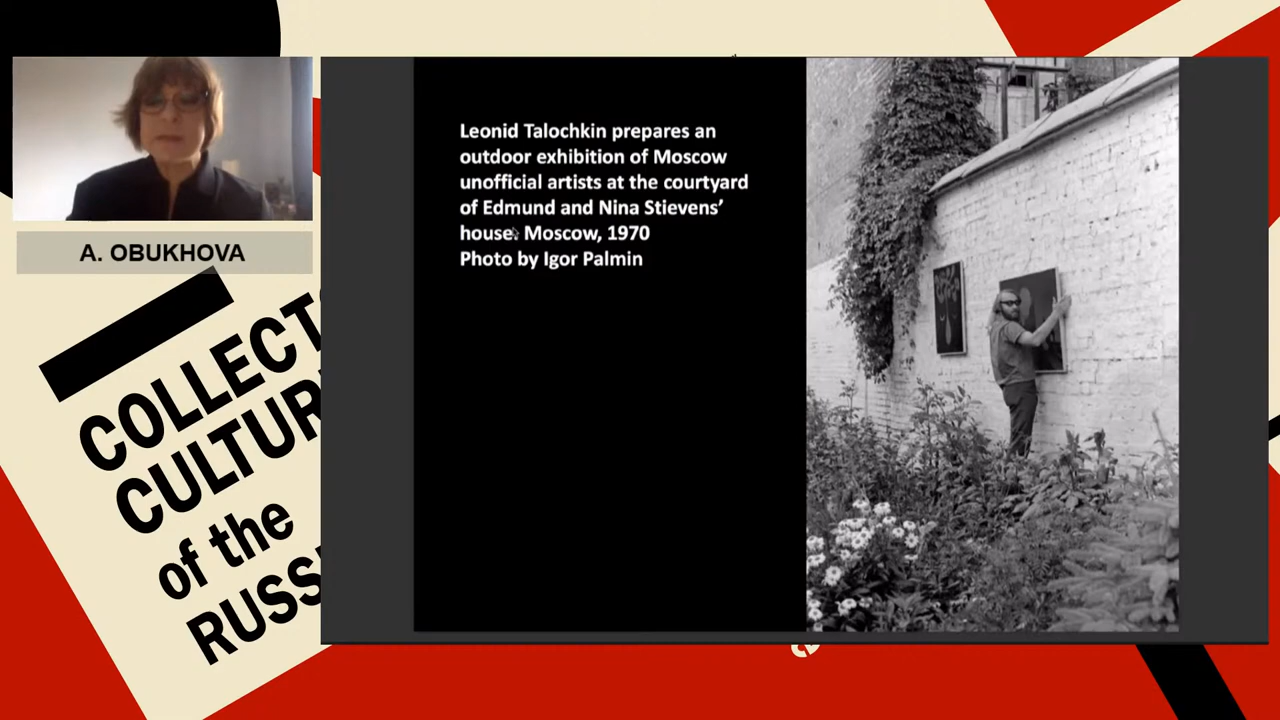 A. OBUKHOVA
COLLECT
CULTUR
of the
RUSS
Leonid Talochkin prepares an
outdoor exhibition of Moscow
unofficial artists at the courtyard
of Edmund and Nina Stievens’
house. Moscow, 1970
Photo by Igor Palmin